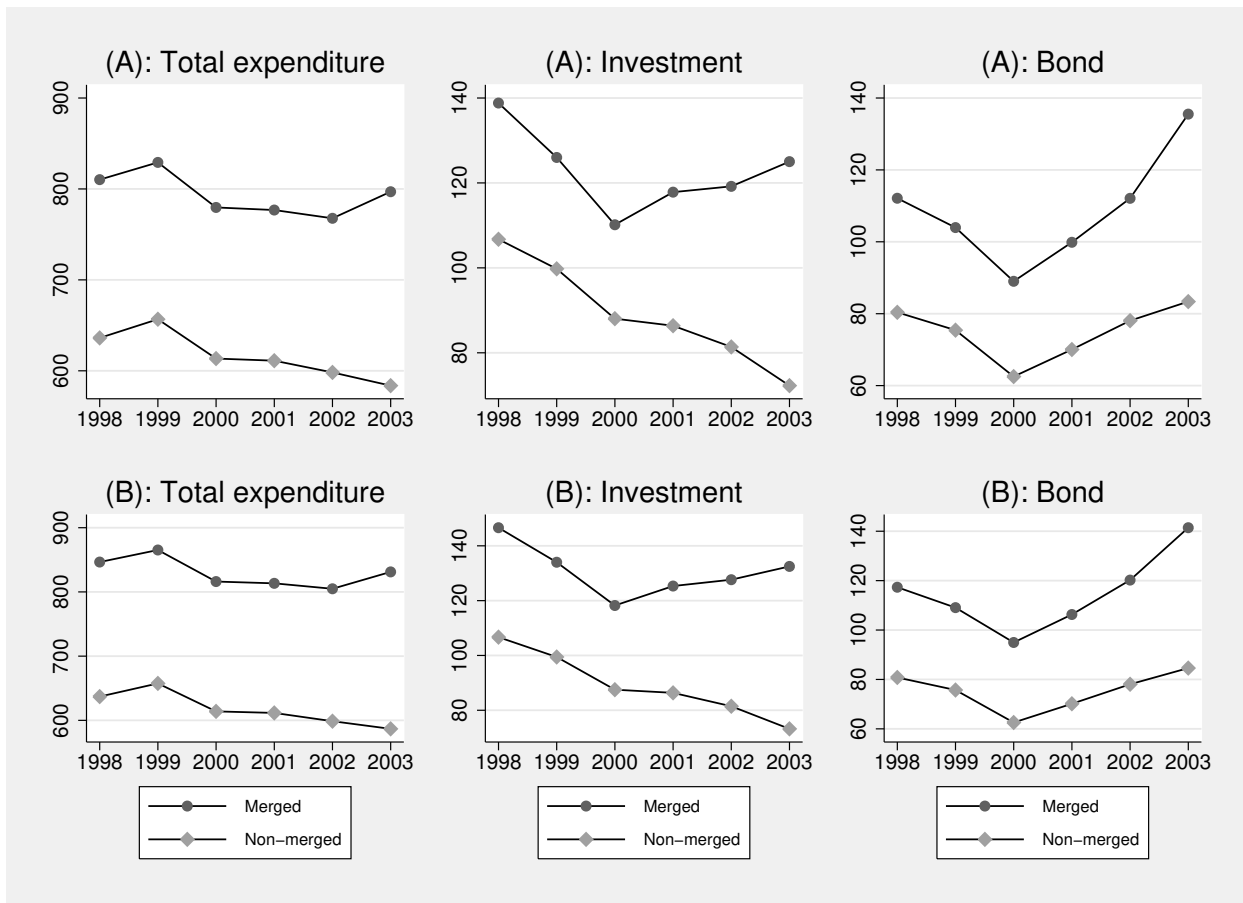 (A): Total expenditure
900
800
700
600
1998 1999 2000 2001 2002 2003
(A): Investment
140
120
100
80
1998 1999 2000 2001 2002 2003
(A): Bond
140
120
100
80
60
1998 1999 2000 2001 2002 2003
(B): Total expenditure
900
800
700
600
1998 1999 2000 2001 2002 2003
Merged
Non−merged
(B): Investment
140
120
100
80
1998 1999 2000 2001 2002 2003
Merged
Non−merged
(B): Bond
140
120
100
80
60
1998 1999 2000 2001 2002 2003
Merged
Non−merged